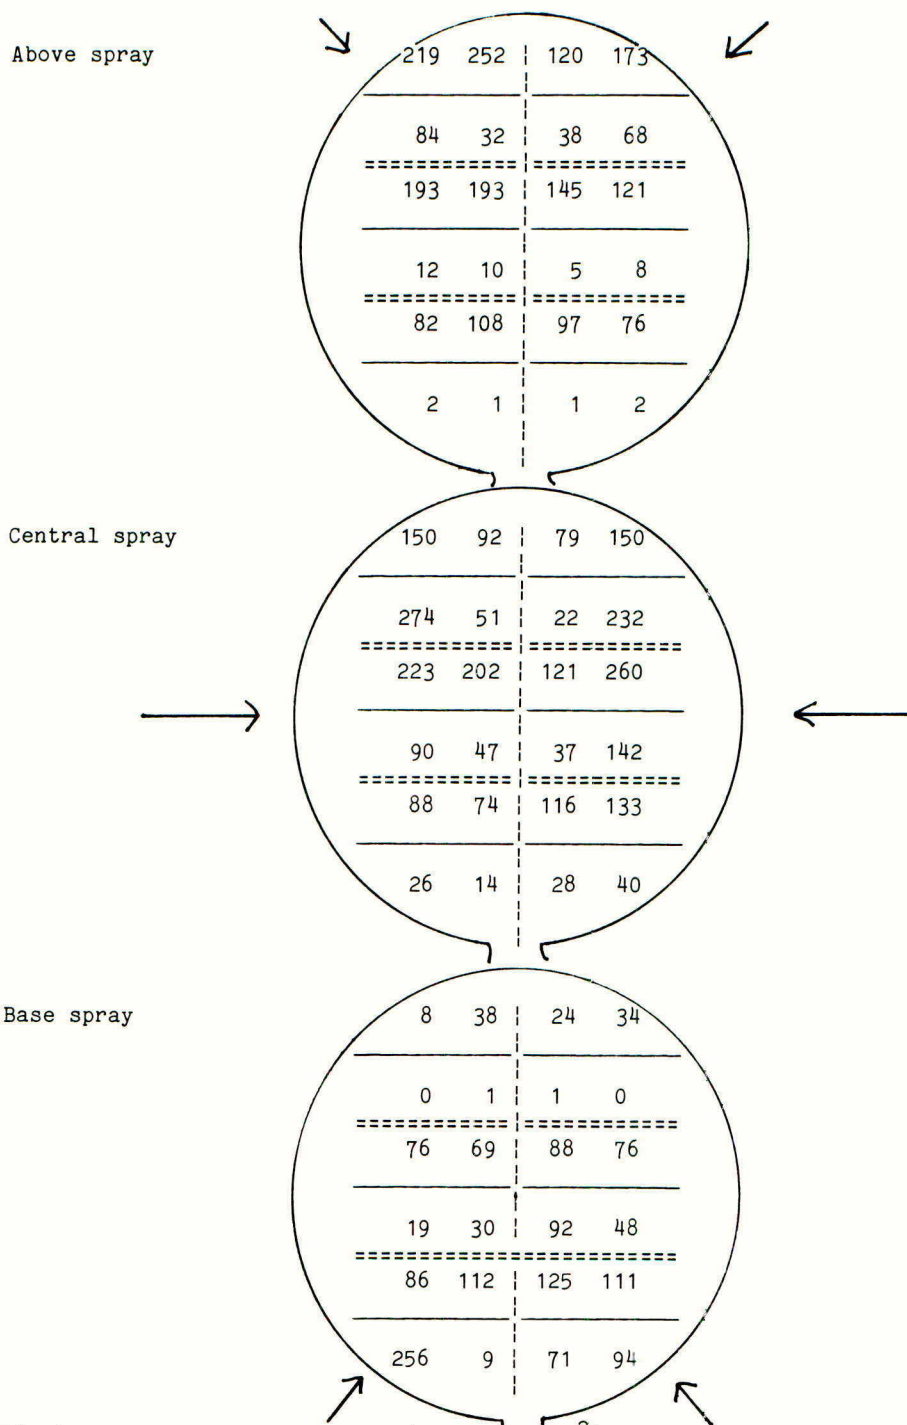 Above spray
219 252 120 173
84 32 38 68
193 193 145 121
12 10 5 8
82 108 97 76
2 1 1 2
Central spray
150 92 79 150
274 51 22 232
223 202 121 260
90 47 37 142
88 74 116 133
26 14 28 40
Base spray
8 38 24 34
0 1 1 0
76 69 88 76
19 30 92 48
86 112 125 111
256 9 71 94